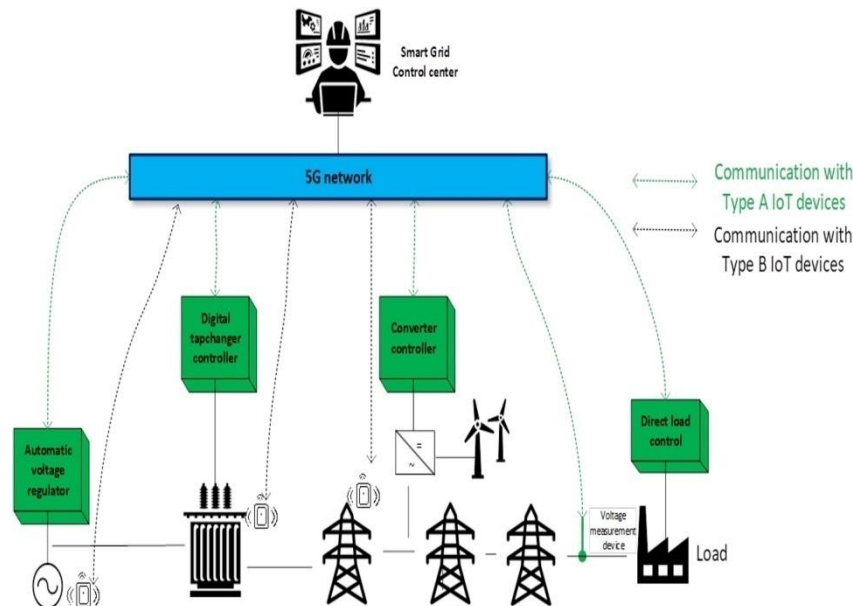 Smart Grid
Control center
5G network
Communication with
Type A IoT devices
Communication with
Type B IoT devices
Digital
tapchanger
controller
Converter
controller
Direct load
control
Automatic
voltage
regulator
=
~
Voltage
measurement
device
Load